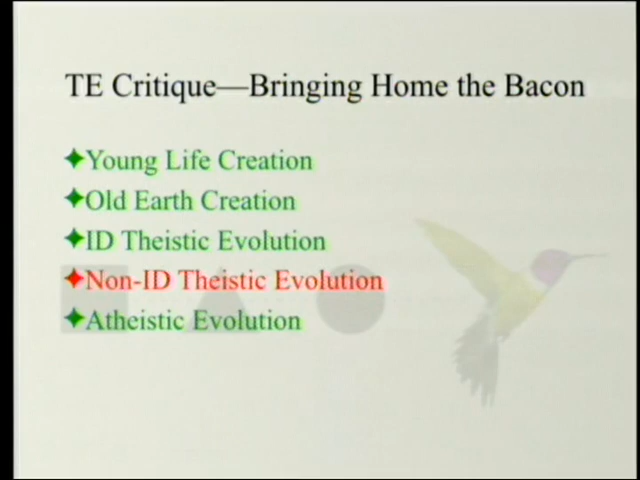 TE Critique—Bringing Home the Bacon
Young Life Creation
Old Earth Creation
ID Theistic Evolution
Non-ID Theistic Evolution
Atheistic Evolution